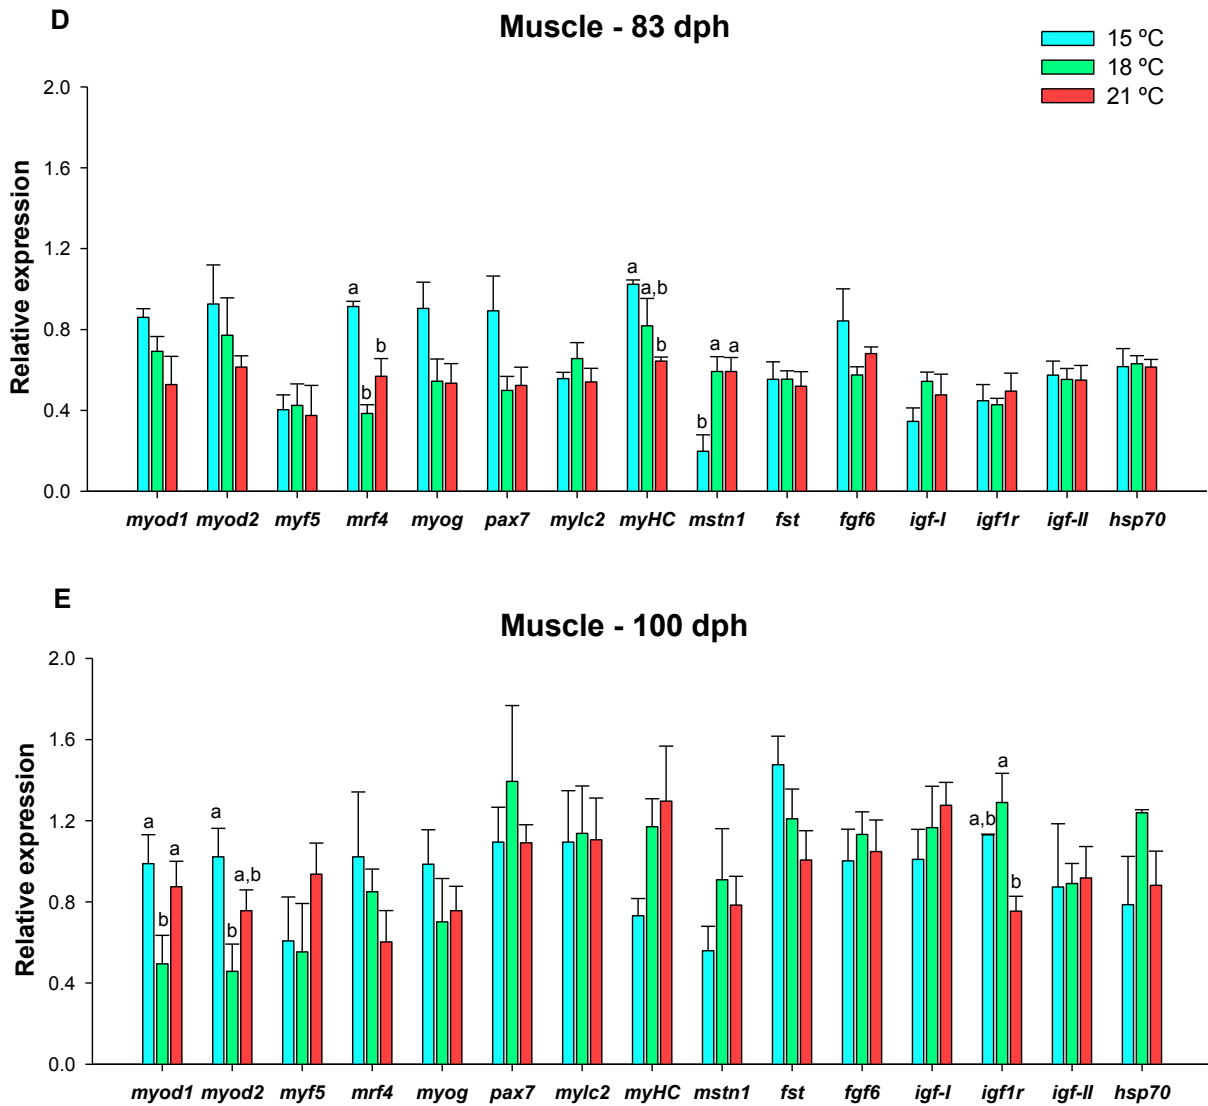 D
Muscle - 83 dph
15 ºC
18 ºC
21 ºC
Relative expression
2.0
1.6
1.2
0.8
0.4
0.0
a
b
b
a
a,b
b
b
a
a
myod1 myod2 myf5 mrf4 myog pax7 mylc2 myHC mstn1 fst fgf6 igf-I igf1r igf-II hsp70
E
Muscle - 100 dph
Relative expression
2.0
1.6
1.2
0.8
0.4
0.0
a
b
a
a
b
a,b
a,b
a
b
myod1 myod2 myf5 mrf4 myog pax7 mylc2 myHC mstn1 fst fgf6 igf-I igf1r igf-II hsp70